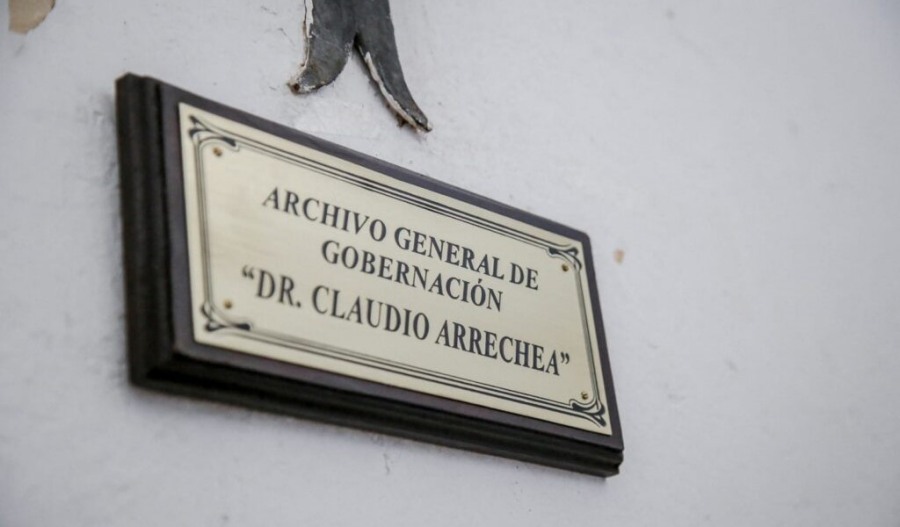 ARCHIVO GENERAL DE
GOBERNACIÓN
“DR. CLAUDIO ARRECHEA”